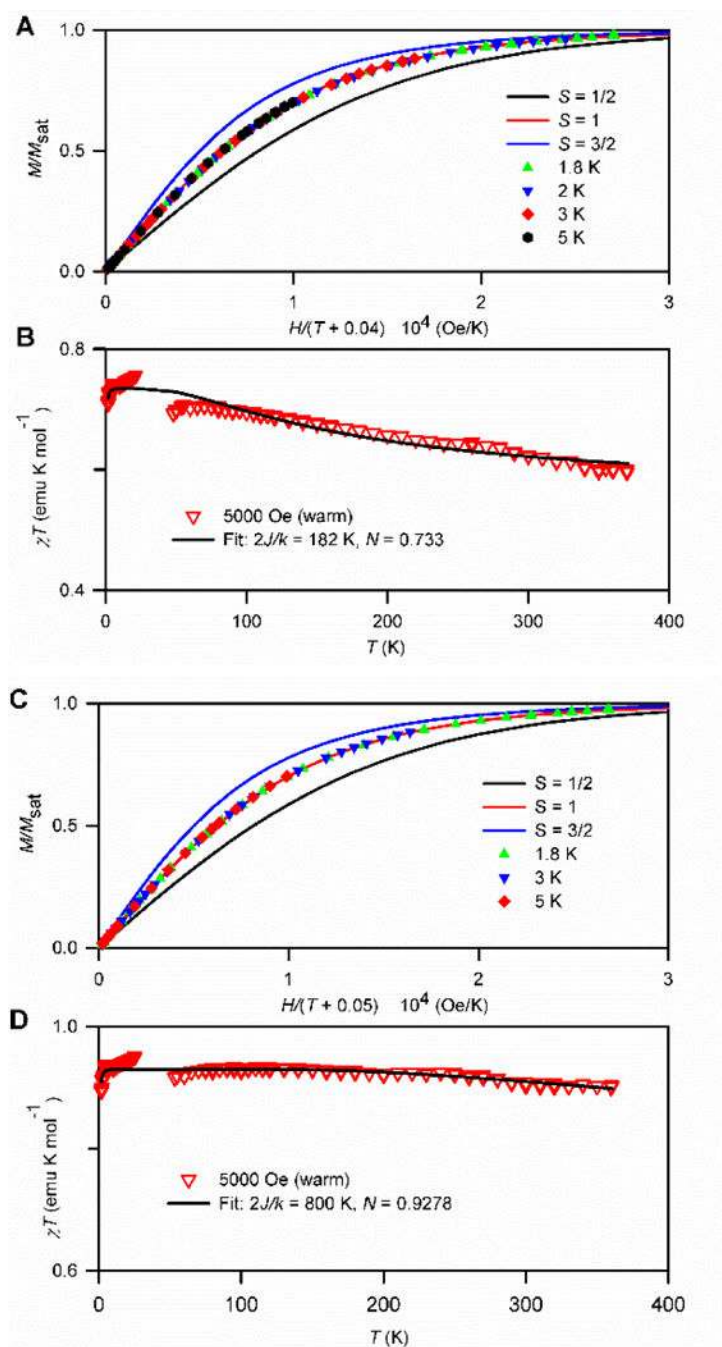 A
1.0
M/Msat
0.5
0.0
S = 1/2
S = 1
S = 3/2
1.8 K
2 K
3 K
5 K
0 1 2 3
H/(T + 0.04) 10^4 (Oe/K)
B
0.8
χT (emu K mol^-1)
0.4
5000 Oe (warm)
Fit: 2J/k = 182 K, N = 0.733
0 100 200 300 400
T (K)
C
1.0
M/Msat
0.5
0.0
S = 1/2
S = 1
S = 3/2
1.8 K
3 K
5 K
0 1 2 3
H/(T + 0.05) 10^4 (Oe/K)
D
1.0
χT (emu K mol^-1)
0.6
5000 Oe (warm)
Fit: 2J/k = 800 K, N = 0.9278
0 100 200 300 400
T (K)